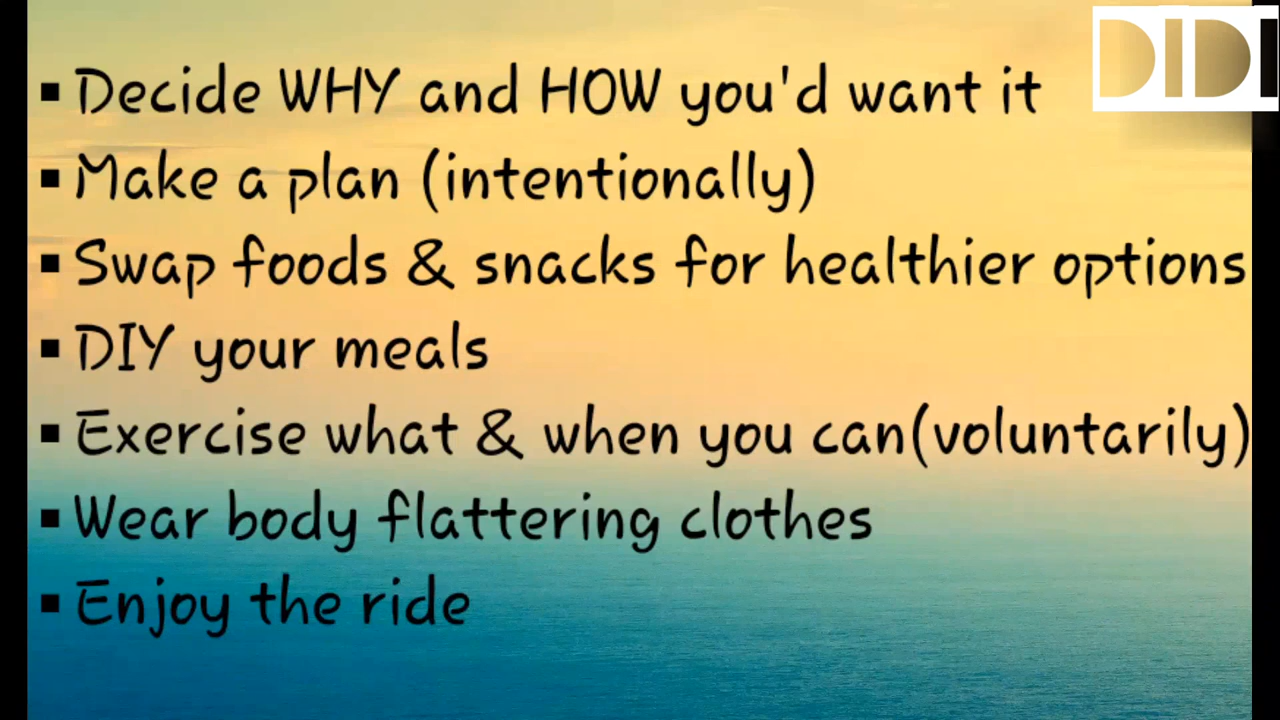 DIDI
▪ Decide WHY and HOW you'd want it
▪ Make a plan (intentionally)
▪ Swap foods & snacks for healthier options
▪ DIY your meals
▪ Exercise what & when you can(voluntarily)
▪ Wear body flattering clothes
▪ Enjoy the ride